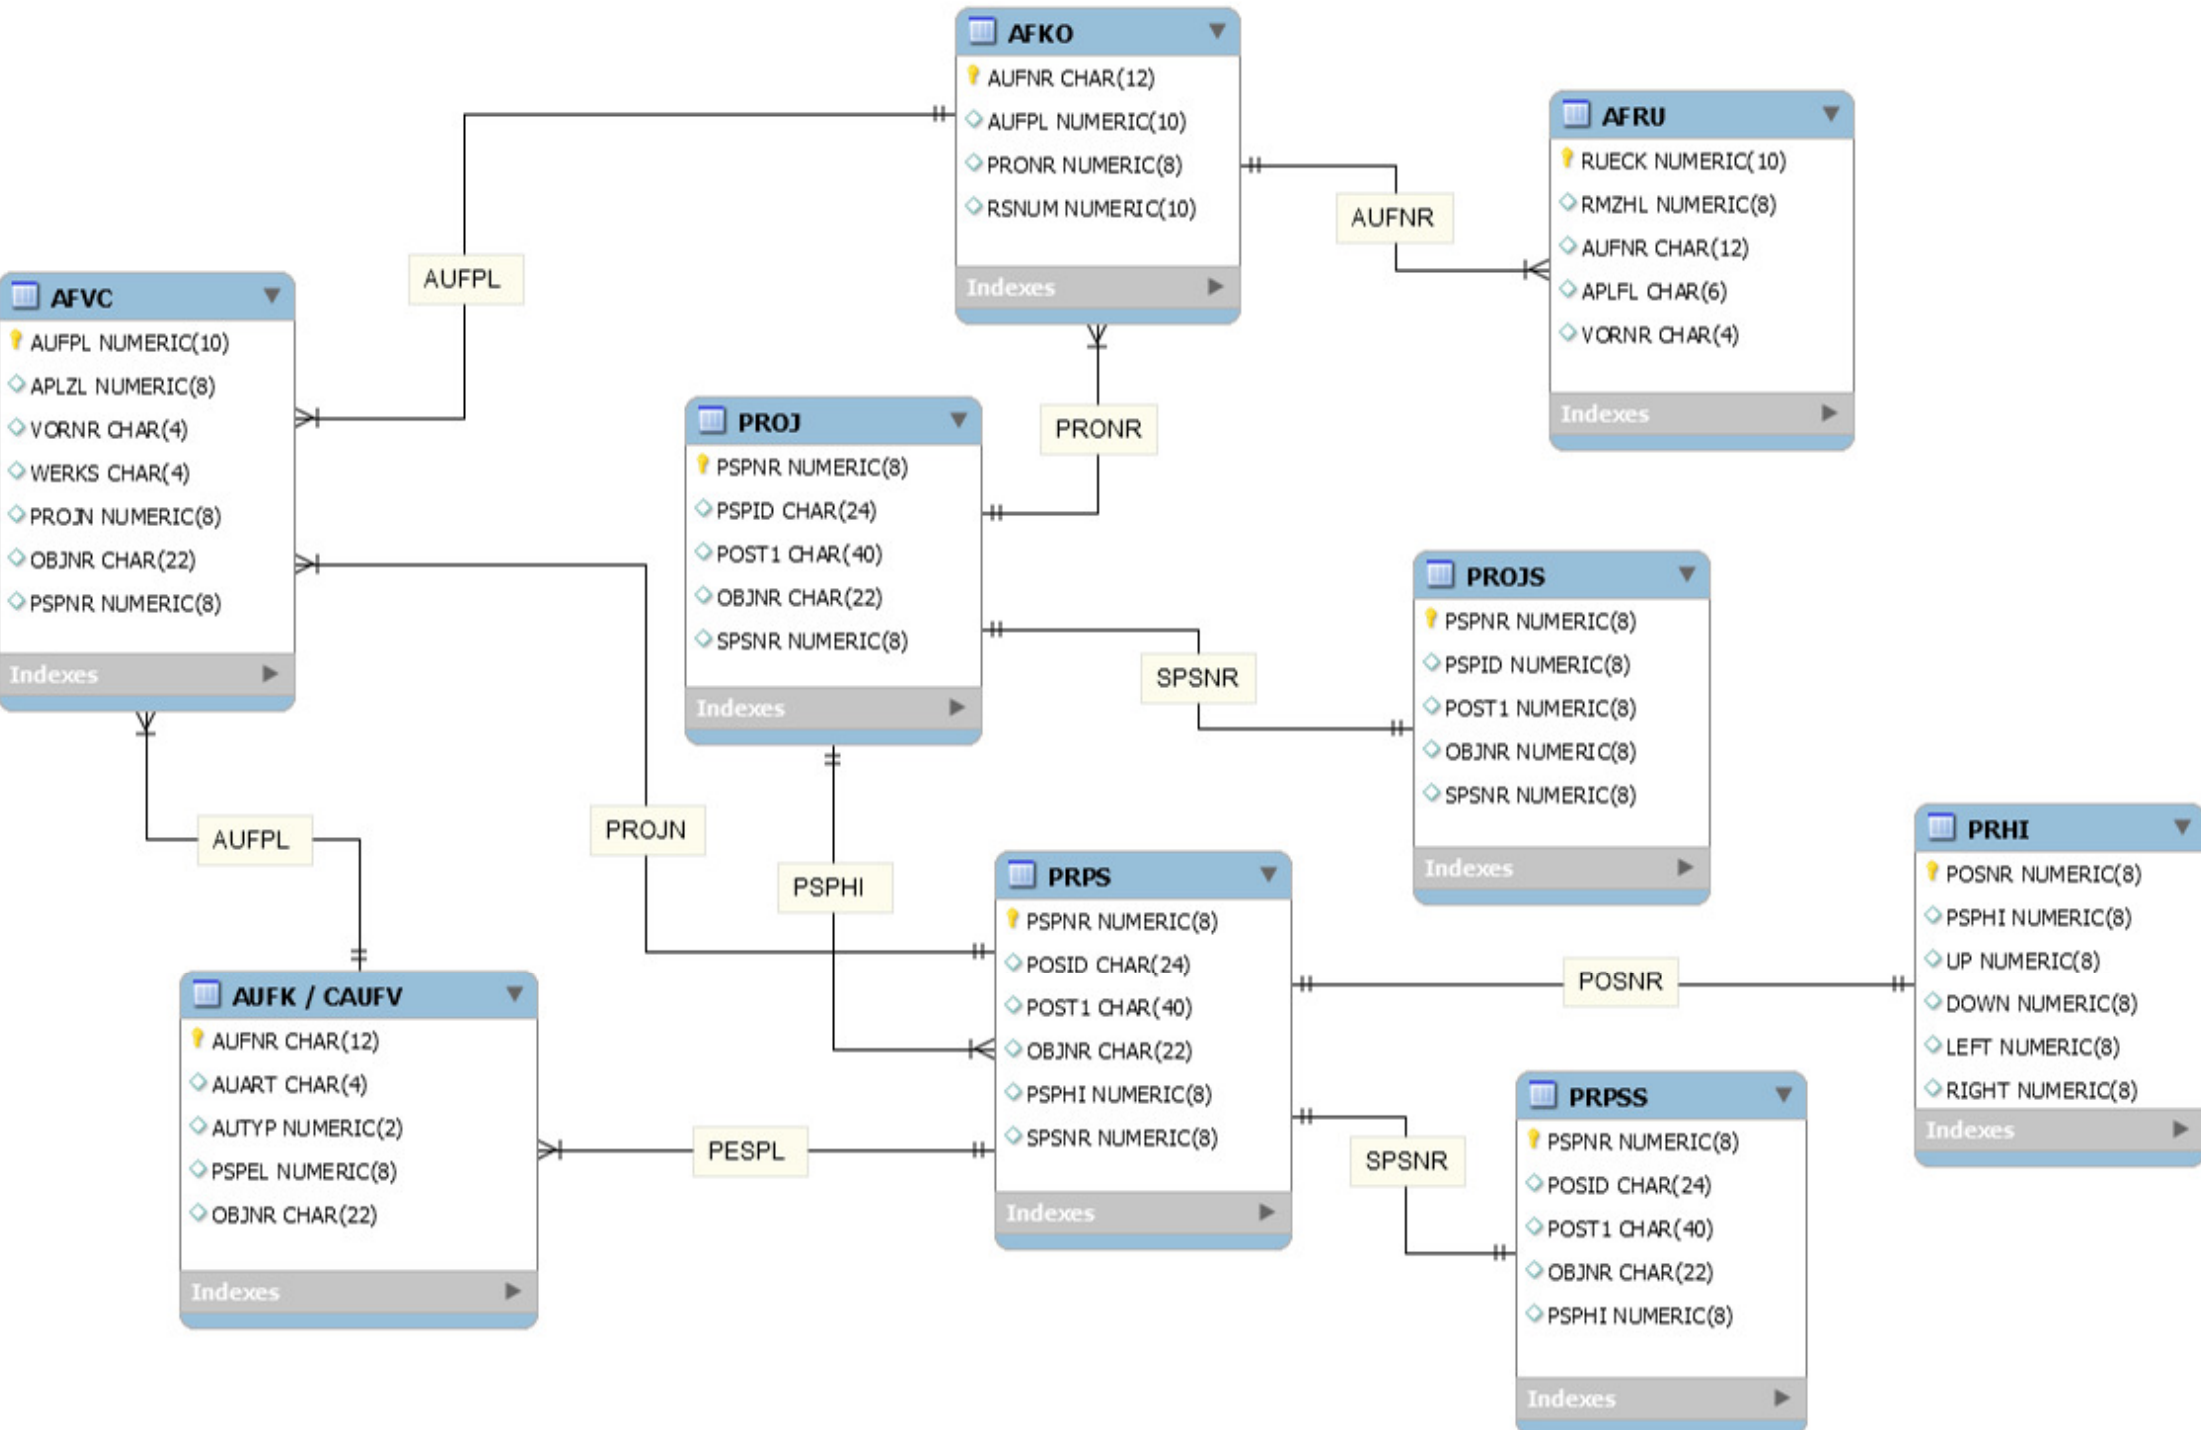 AFKO
AUFNR CHAR(12)
AUFPL NUMERIC(10)
PRONR NUMERIC(8)
RSNUM NUMERIC(10)
Indexes
AFRU
RUECK NUMERIC(10)
RMZHL NUMERIC(8)
AUFNR CHAR(12)
APLFL CHAR(6)
VORNR CHAR(4)
Indexes
AUFNR
AUFPL
AFVC
AUFPL NUMERIC(10)
APLZL NUMERIC(8)
VORNR CHAR(4)
WERKS CHAR(4)
PROJN NUMERIC(8)
OBJNR CHAR(22)
PSPNR NUMERIC(8)
Indexes
PROJ
PSPNR NUMERIC(8)
PSPID CHAR(24)
POST1 CHAR(40)
OBJNR CHAR(22)
SPSNR NUMERIC(8)
Indexes
PRONR
PROJS
PSPNR NUMERIC(8)
PSPID NUMERIC(8)
POST1 NUMERIC(8)
OBJNR NUMERIC(8)
SPSNR NUMERIC(8)
Indexes
SPSNR
AUFPL
PROJN
PSPHI
PRPS
PSPNR NUMERIC(8)
POSID CHAR(24)
POST1 CHAR(40)
OBJNR CHAR(22)
PSPHI NUMERIC(8)
SPSNR NUMERIC(8)
Indexes
PRHI
POSNR NUMERIC(8)
PSPHI NUMERIC(8)
UP NUMERIC(8)
DOWN NUMERIC(8)
LEFT NUMERIC(8)
RIGHT NUMERIC(8)
Indexes
POSNR
AUFK / CAUFV
AUFNR CHAR(12)
AUART CHAR(4)
AUTYP NUMERIC(2)
PSPEL NUMERIC(8)
OBJNR CHAR(22)
Indexes
PESPL
SPSNR
PRPSS
PSPNR NUMERIC(8)
POSID CHAR(24)
POST1 CHAR(40)
OBJNR CHAR(22)
PSPHI NUMERIC(8)
Indexes